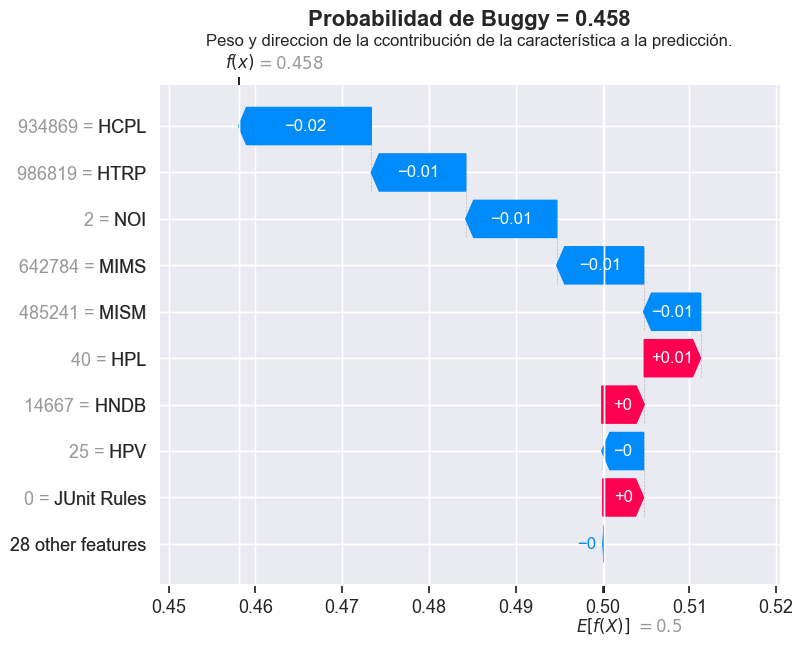 Probabilidad de Buggy = 0.458
Peso y direccion de la ccontribución de la característica a la predicción.
f(x) = 0.458
934869 = HCPL −0.02
986819 = HTRP −0.01
2 = NOI −0.01
642784 = MIMS −0.01
485241 = MISM −0.01
40 = HPL +0.01
14667 = HNDB +0
25 = HPV −0
0 = JUnit Rules +0
28 other features −0
0.45 0.46 0.47 0.48 0.49 0.50 0.51 0.52
E[f(X)] = 0.5